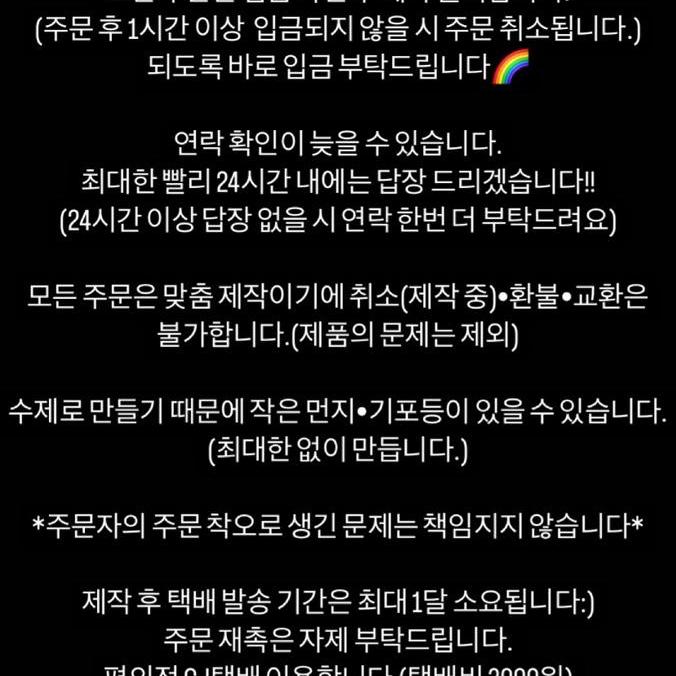 (주문 후 1시간 이상 입금되지 않을 시 주문 취소됩니다.)
되도록 바로 입금 부탁드립니다🌈
연락 확인이 늦을 수 있습니다.
최대한 빨리 24시간 내에는 답장 드리겠습니다!!
(24시간 이상 답장 없을 시 연락 한번 더 부탁드려요)
모든 주문은 맞춤 제작이기에 취소(제작 중)•환불•교환은
불가합니다.(제품의 문제는 제외)
수제로 만들기 때문에 작은 먼지•기포등이 있을 수 있습니다.
(최대한 없이 만듭니다.)
*주문자의 주문 착오로 생긴 문제는 책임지지 않습니다*
제작 후 택배 발송 기간은 최대 1달 소요됩니다:)
주문 재촉은 자제 부탁드립니다.